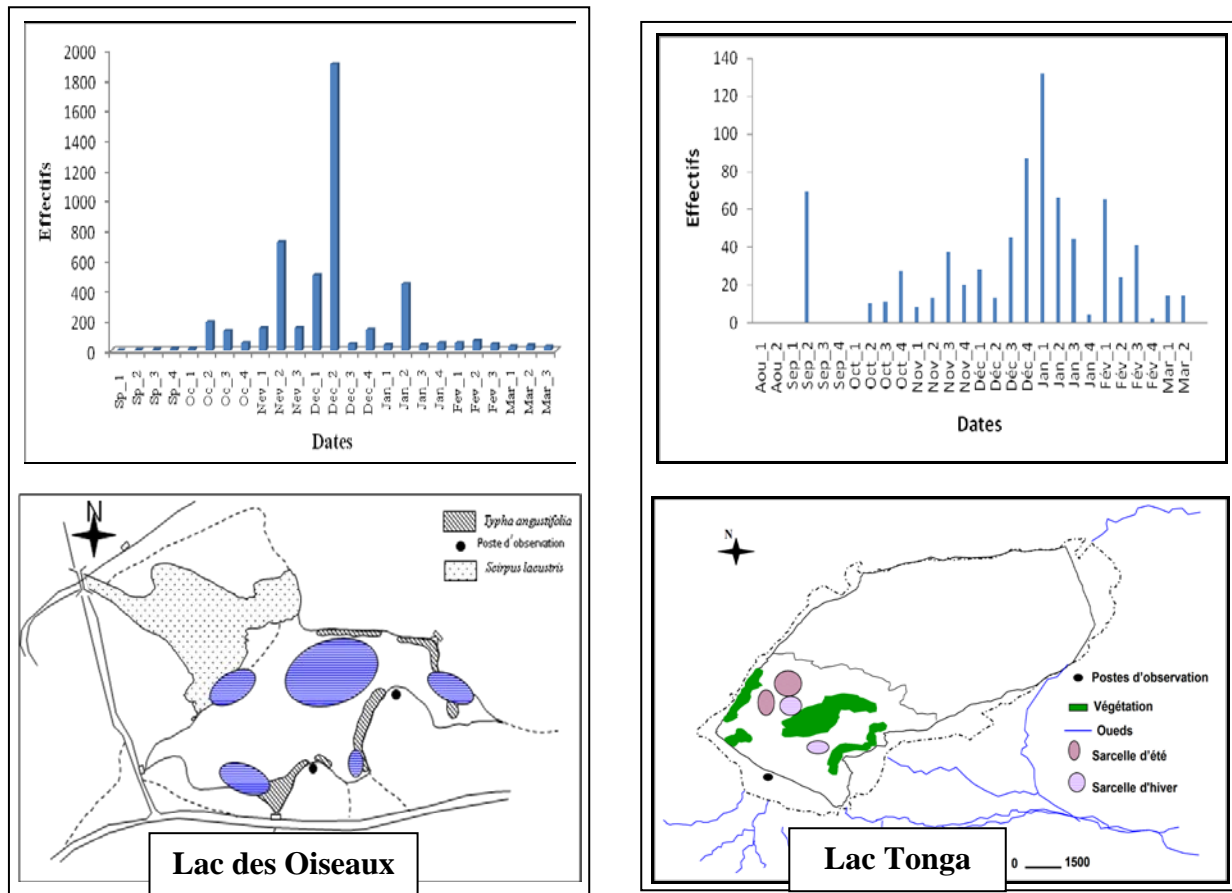 2000
1800
1600
1400
1200
1000
800
600
400
200
0
Effectifs
Sp_1
Sp_2
Sp_3
Sp_4
Oc_1
Oc_2
Oc_3
Oc_4
Nev_1
Nev_2
Nev_3
Dec_1
Dec_2
Dec_3
Dec_4
Jan_1
Jan_2
Jan_3
Jan_4
Fev_1
Fev_2
Fev_3
Mar_1
Mar_2
Mar_3
Dates
140
120
100
80
60
40
20
0
Effectifs
Aou_1
Aou_2
Sep_1
Sep_2
Sep_3
Sep_4
Oct_1
Oct_2
Oct_3
Oct_4
Nov_1
Nov_2
Nov_3
Nov_4
Déc_1
Déc_2
Déc_3
Déc_4
Jan_1
Jan_2
Jan_3
Jan_4
Fév_1
Fév_2
Fév_3
Fév_4
Mar_1
Mar_2
Dates
N
Typha angustifolia
Poste d'observation
Scirpus lacustris
Lac des Oiseaux
N
Postes d'observation
Végétation
Oueds
Sarcelle d'été
Sarcelle d'hiver
Lac Tonga
0 1500